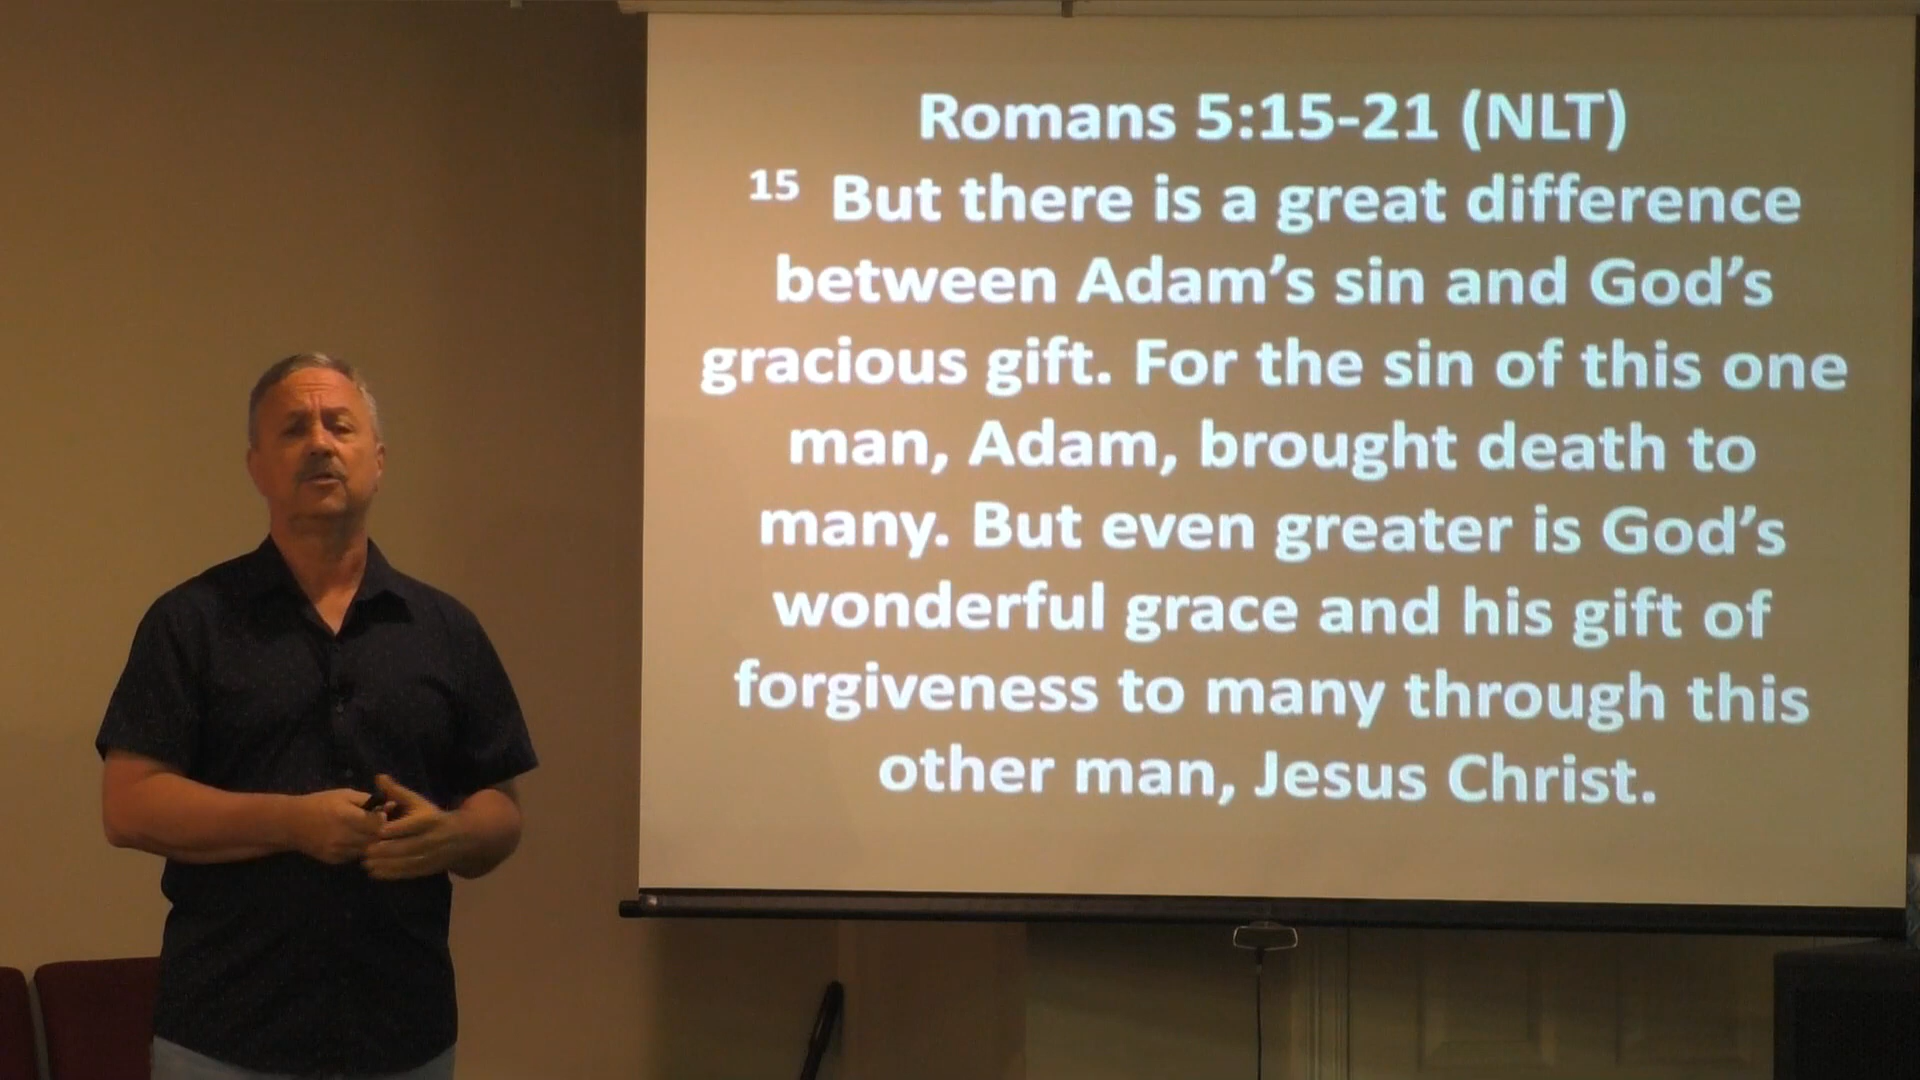 Romans 5:15-21 (NLT)
15 But there is a great difference
between Adam’s sin and God’s
gracious gift. For the sin of this one
man, Adam, brought death to
many. But even greater is God’s
wonderful grace and his gift of
forgiveness to many through this
other man, Jesus Christ.